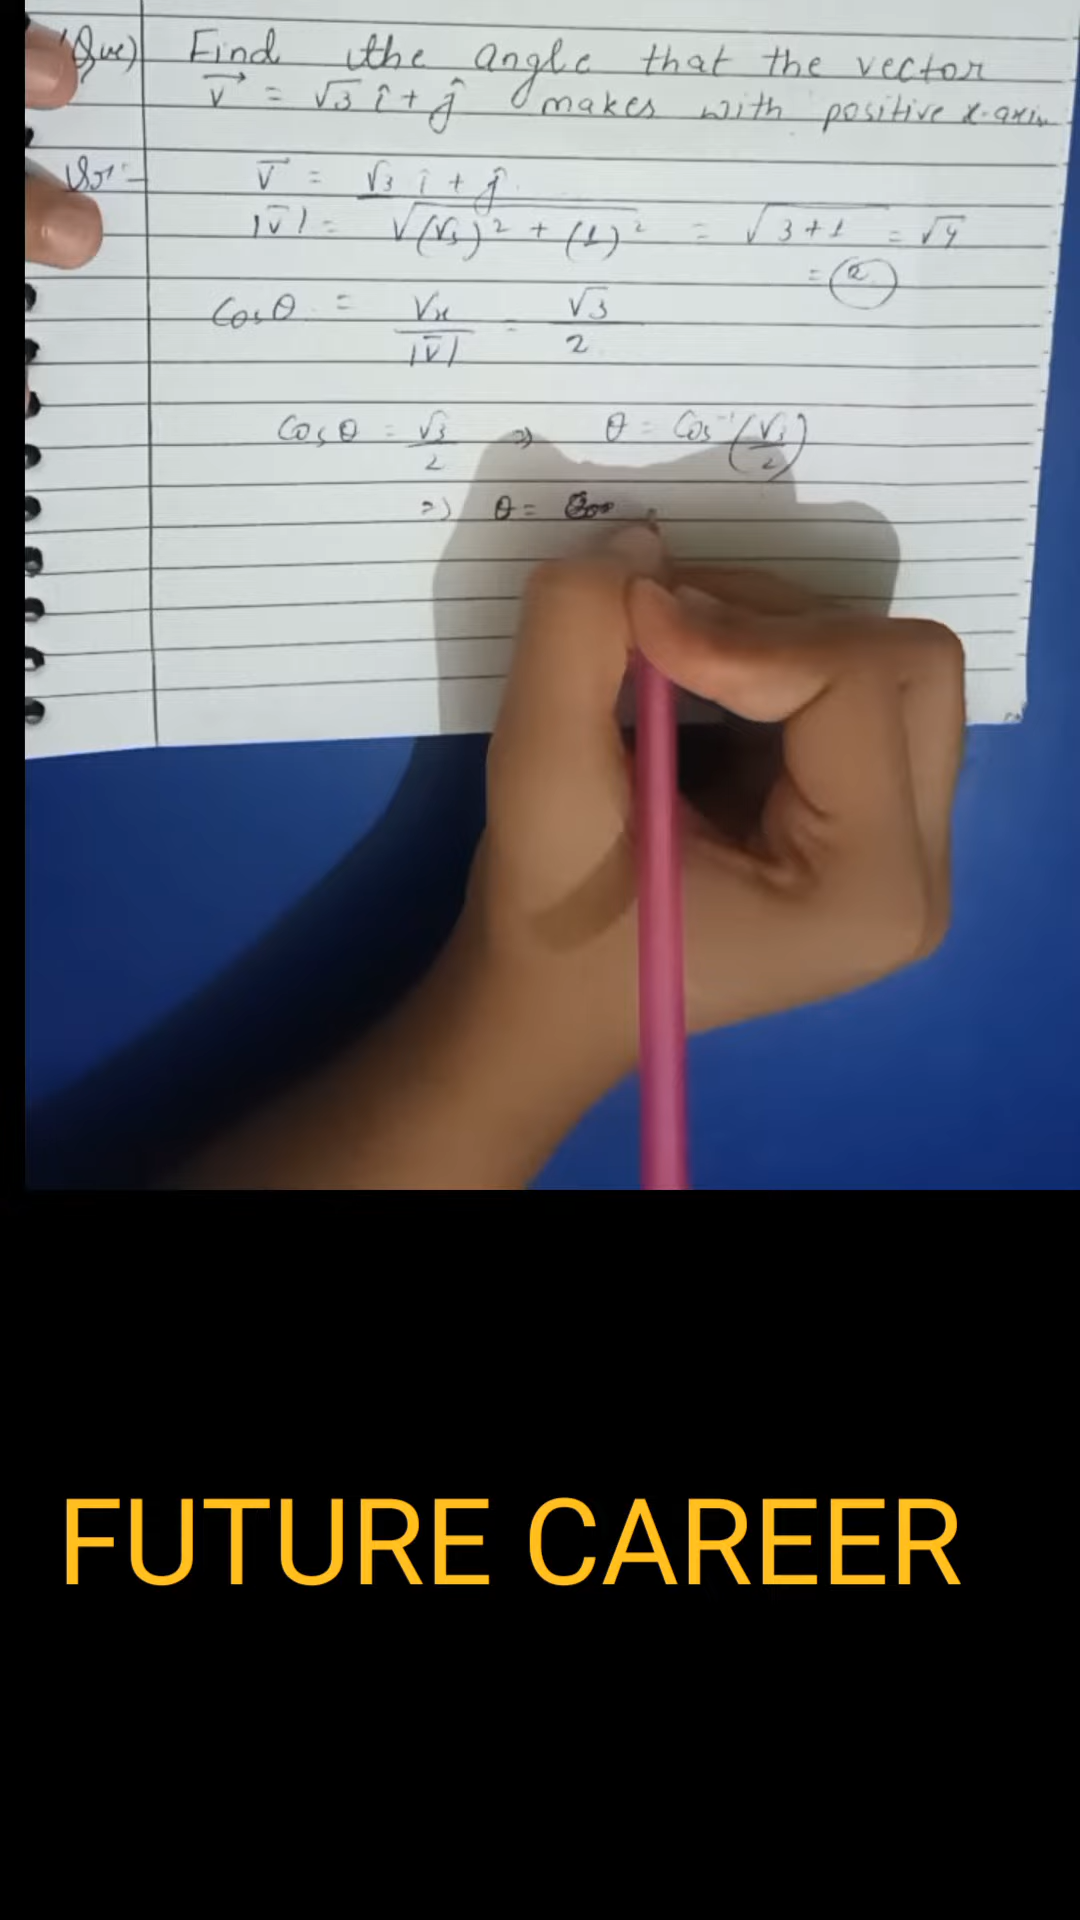 Que) Find the angle that the vector
v⃗ = √3 î + ĵ makes with positive x-axis
Sol:-
v⃗ = √3 î + ĵ
|v̄| = √((√3)² + (1)²) = √(3+1) = √4
= 2
Cosθ = Vx/|v̄| = √3/2
Cosθ = √3/2 ⇒ θ = Cos⁻¹(√3/2)
⇒ θ = 30°
FUTURE CAREER